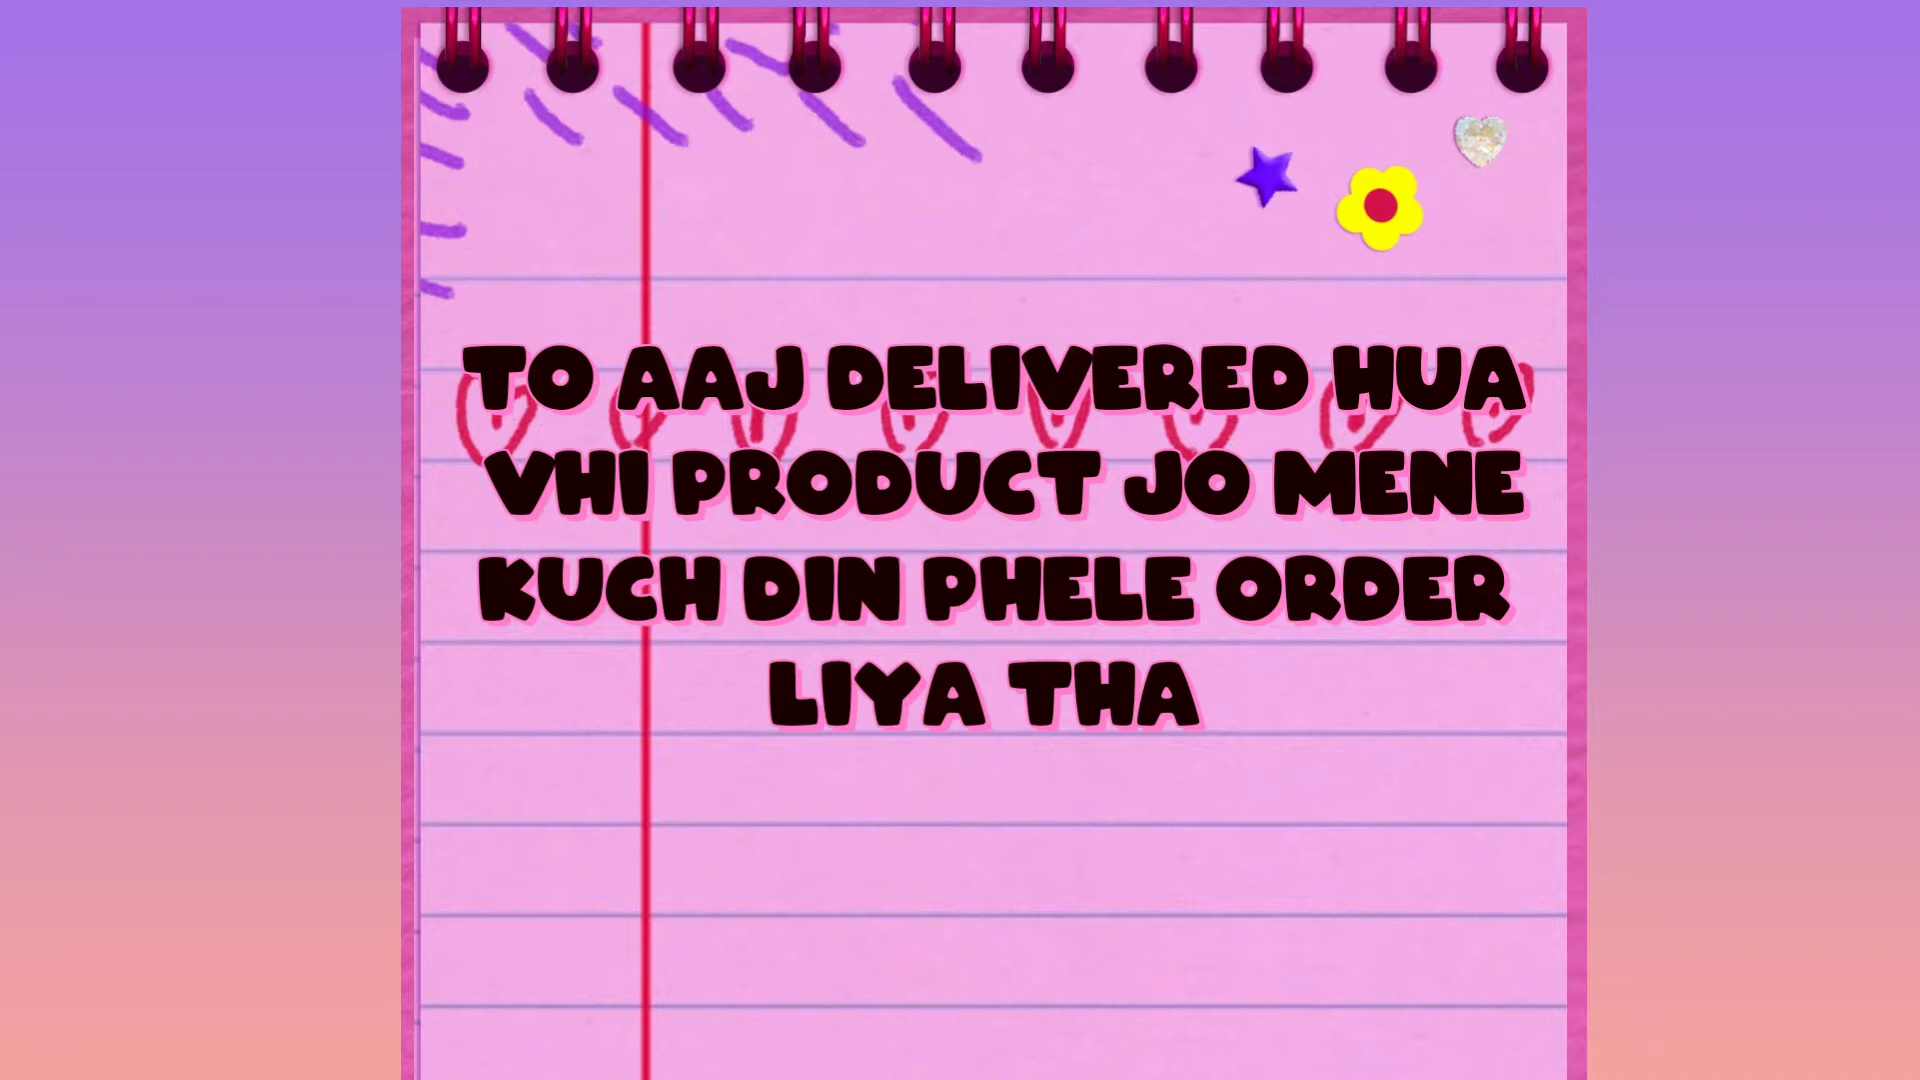 TO AAJ DELIVERED HUA
VHI PRODUCT JO MENE
KUCH DIN PHELE ORDER
LIYA THA